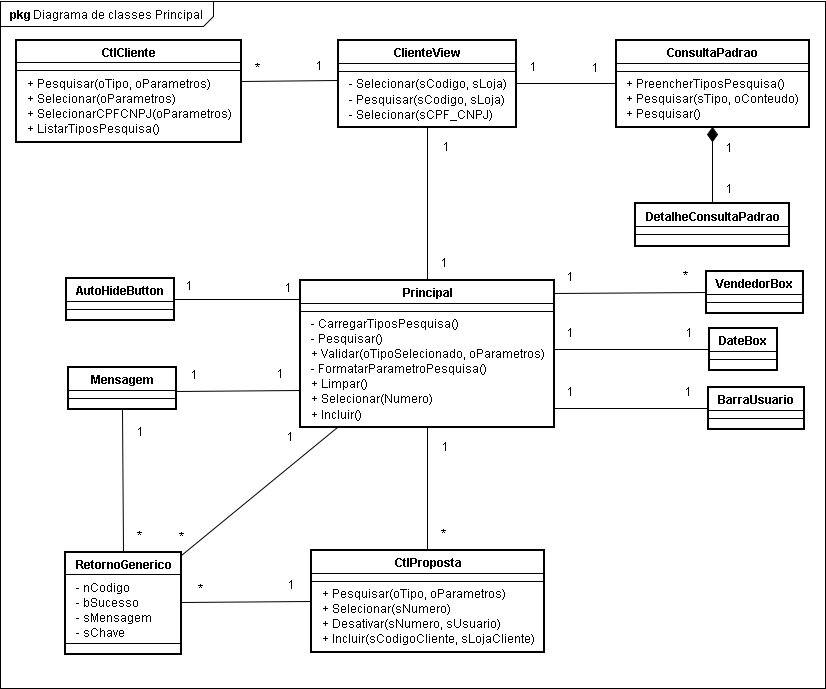 pkg Diagrama de classes Principal
CtlCliente
+ Pesquisar(oTipo, oParametros)
+ Selecionar(oParametros)
+ SelecionarCPFCNPJ(oParametros)
+ ListarTiposPesquisa()
*
1
ClienteView
- Selecionar(sCodigo, sLoja)
- Pesquisar(sCodigo, sLoja)
- Selecionar(sCPF_CNPJ)
1
1
ConsultaPadrao
+ PreencherTiposPesquisa()
+ Pesquisar(sTipo, oConteudo)
+ Pesquisar()
1
1
DetalheConsultaPadrao
1
1
AutoHideButton
1
1
Principal
- CarregarTiposPesquisa()
- Pesquisar()
+ Validar(oTipoSelecionado, oParametros)
- FormatarParametroPesquisa()
+ Limpar()
+ Selecionar(Numero)
+ Incluir()
1
*
VendedorBox
1
1
DateBox
1
1
BarraUsuario
Mensagem
1
1
1
*
1
*
1
*
RetornoGenerico
- nCodigo
- bSucesso
- sMensagem
- sChave
*
1
CtlProposta
+ Pesquisar(oTipo, oParametros)
+ Selecionar(sNumero)
+ Desativar(sNumero, sUsuario)
+ Incluir(sCodigoCliente, sLojaCliente)